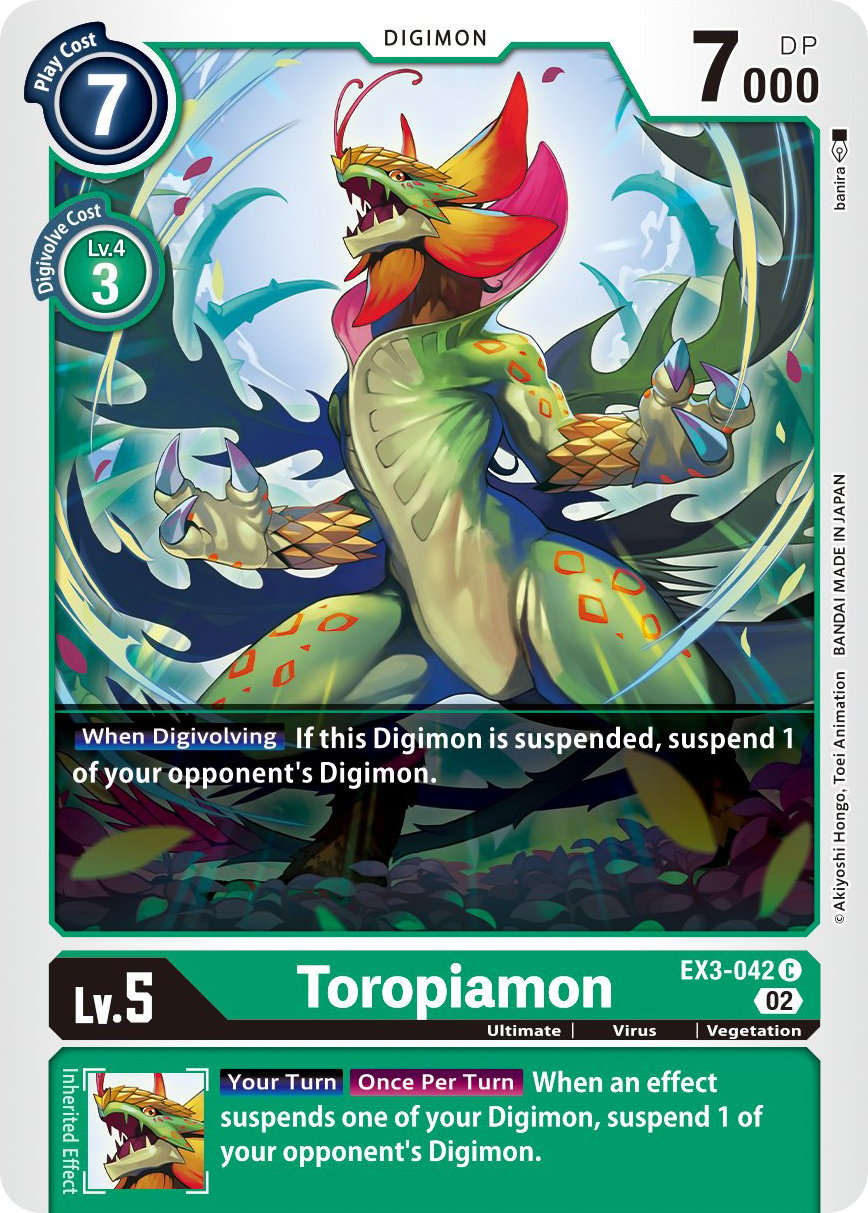 DIGIMON
Play Cost
7
7000
DP
Digivolve Cost
Lv.4
3
banira
BANDAI MADE IN JAPAN
© Akiyoshi Hongo, Toei Animation
When Digivolving If this Digimon is suspended, suspend 1
of your opponent's Digimon.
Lv.5
Toropiamon
EX3-042 C
02
Ultimate | Virus | Vegetation
Inherited Effect
Your Turn Once Per Turn When an effect
suspends one of your Digimon, suspend 1 of
your opponent's Digimon.